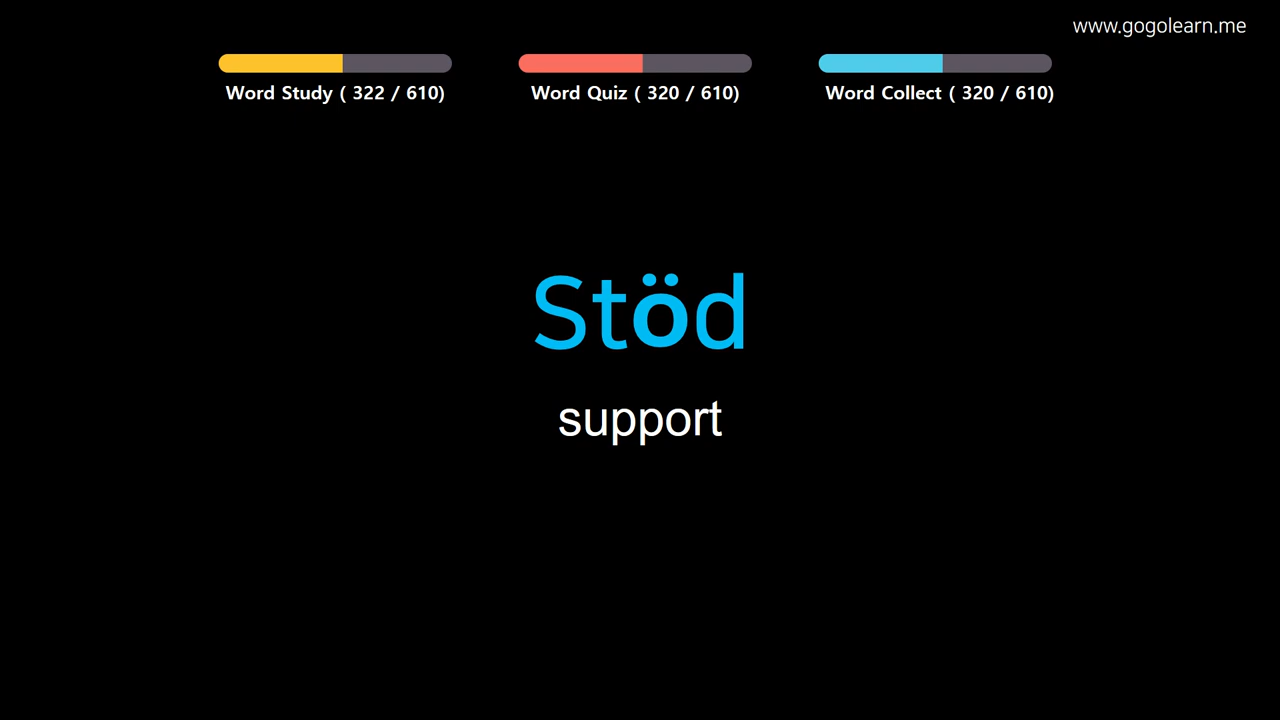 www.gogolearn.me
Word Study ( 322 / 610)
Word Quiz ( 320 / 610)
Word Collect ( 320 / 610)
Stöd
support